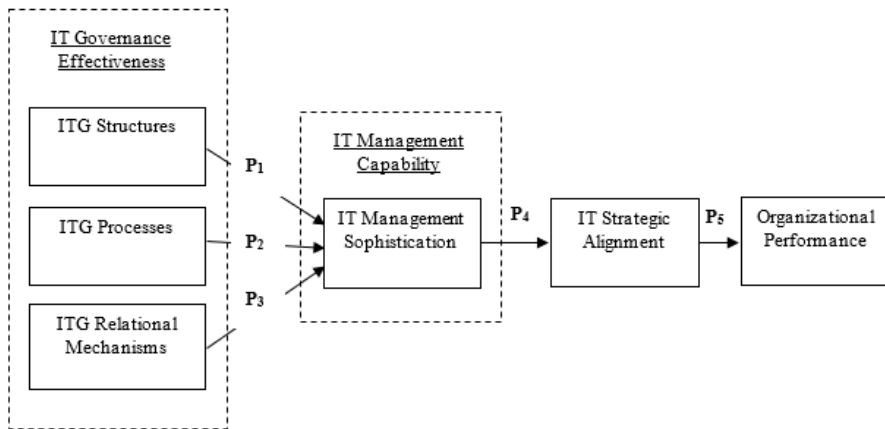 IT Governance
Effectiveness
ITG Structures
P1
IT Management
Capability
ITG Processes
P2
IT Management
Sophistication
P4
IT Strategic
Alignment
P5
Organizational
Performance
P3
ITG Relational
Mechanisms